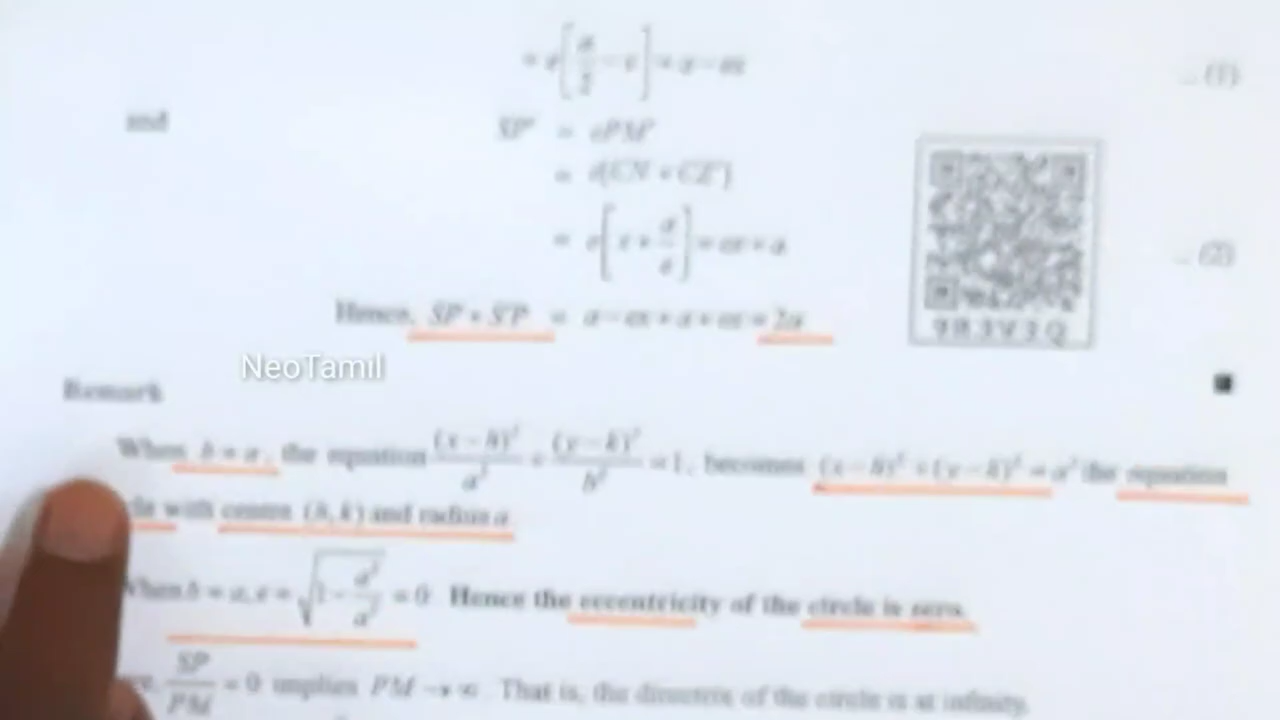 = e[a/e − x] = a − ex ... (1)
and SP' = ePM'
= e(CN + CZ')
= e[x + a/e] = ex + a ... (2)
Hence, SP + S'P = a − ex + a + ex = 2a
9B3V3Q
NeoTamil
Remark
When b = a, the equation (x − h)²/a² + (y − k)²/b² = 1, becomes (x − h)² + (y − k)² = a² the equation
with centre (h, k) and radius a
When b = a, e = √(1 − a²/a²) = 0. Hence the eccentricity of the circle is zero.
SP/PM = 0 implies PM → ∞. That is, the directrix of the circle is at infinity.